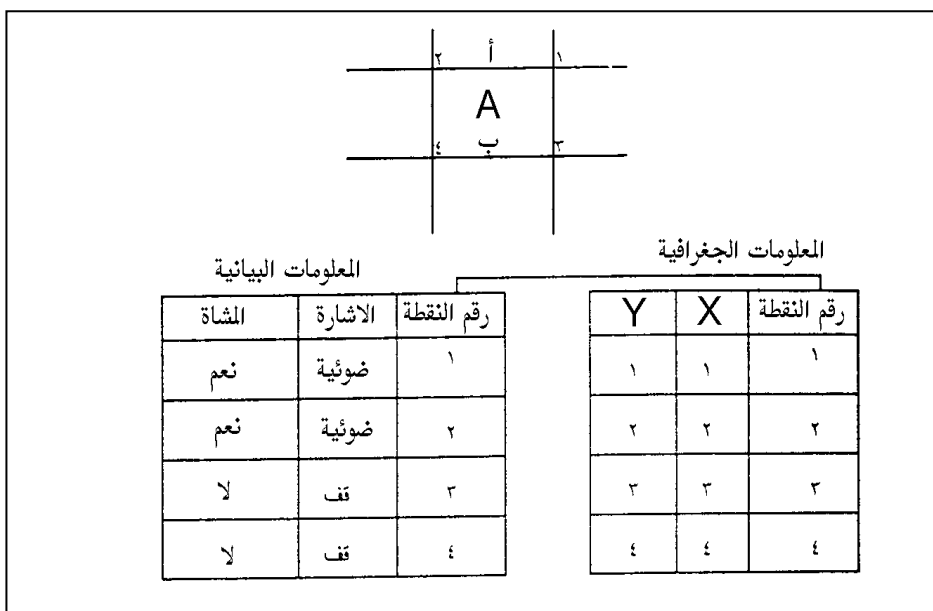 ٢ أ ١
A
٤ ب ٣
المعلومات الجغرافية
المعلومات البيانية
رقم النقطة X Y
١ ١ ١
٢ ٢ ٢
٣ ٣ ٣
٤ ٤ ٤
رقم النقطة الاشارة المشاة
١ ضوئية نعم
٢ ضوئية نعم
٣ قف لا
٤ قف لا